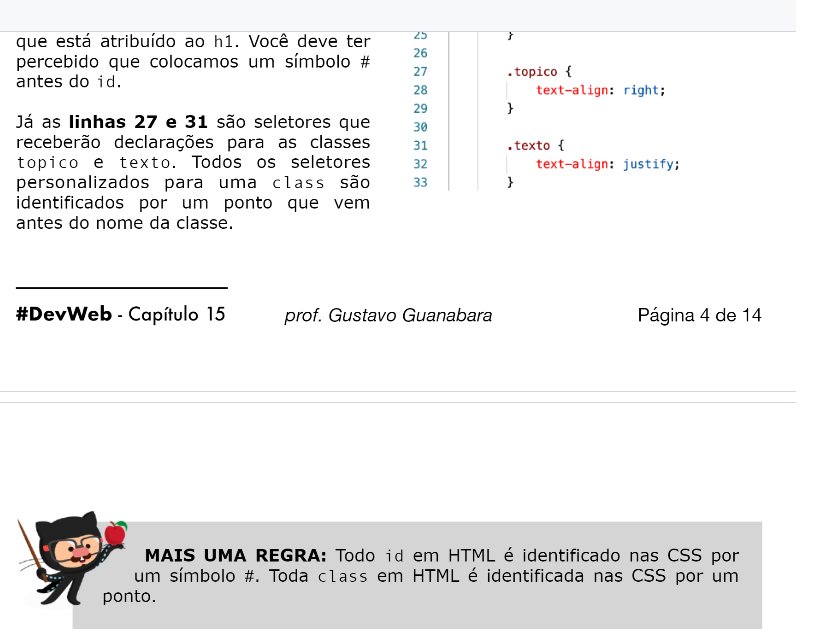 que está atribuído ao h1. Você deve ter
percebido que colocamos um símbolo #
antes do id.
Já as linhas 27 e 31 são seletores que
receberão declarações para as classes
topico e texto. Todos os seletores
personalizados para uma class são
identificados por um ponto que vem
antes do nome da classe.
25 }
26
27 .topico {
28 text-align: right;
29 }
30
31 .texto {
32 text-align: justify;
33 }
#DevWeb - Capítulo 15 prof. Gustavo Guanabara Página 4 de 14
MAIS UMA REGRA: Todo id em HTML é identificado nas CSS por
um símbolo #. Toda class em HTML é identificada nas CSS por um
ponto.